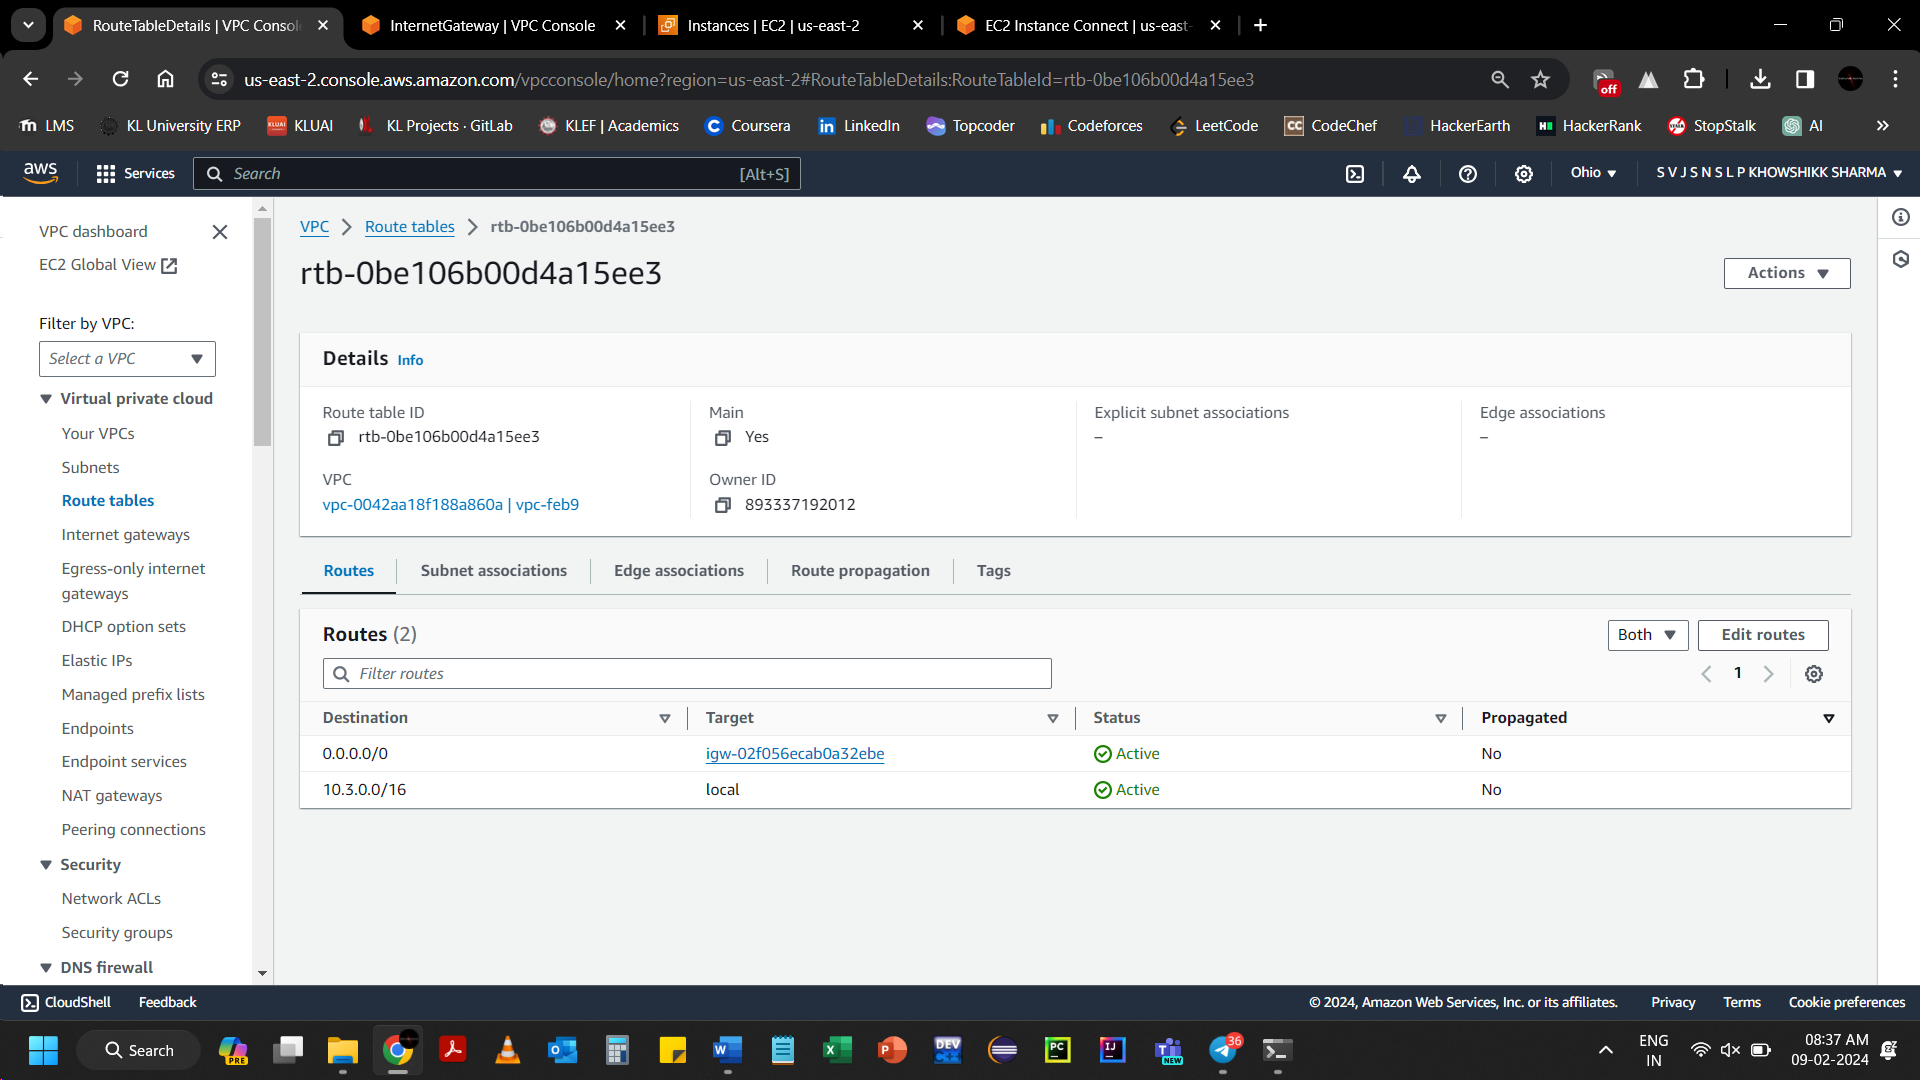 RouteTableDetails | VPC Consol
InternetGateway | VPC Console
Instances | EC2 | us-east-2
EC2 Instance Connect | us-east-
us-east-2.console.aws.amazon.com/vpcconsole/home?region=us-east-2#RouteTableDetails:RouteTableId=rtb-0be106b00d4a15ee3
off
LMS
KL University ERP
KLUAI
KL Projects · GitLab
KLEF | Academics
Coursera
LinkedIn
Topcoder
Codeforces
LeetCode
CodeChef
HackerEarth
HackerRank
StopStalk
AI
aws
Services
Search
[Alt+S]
Ohio
S V J S N S L P KHOWSHIKK SHARMA
VPC dashboard
EC2 Global View
Filter by VPC:
Select a VPC
Virtual private cloud
Your VPCs
Subnets
Route tables
Internet gateways
Egress-only internet
gateways
DHCP option sets
Elastic IPs
Managed prefix lists
Endpoints
Endpoint services
NAT gateways
Peering connections
Security
Network ACLs
Security groups
DNS firewall
VPC
Route tables
rtb-0be106b00d4a15ee3
rtb-0be106b00d4a15ee3
Actions
Details Info
Route table ID
rtb-0be106b00d4a15ee3
Main
Yes
Explicit subnet associations
–
Edge associations
–
VPC
vpc-0042aa18f188a860a | vpc-feb9
Owner ID
893337192012
Routes
Subnet associations
Edge associations
Route propagation
Tags
Routes (2)
Both
Edit routes
Filter routes
1
Destination
Target
Status
Propagated
0.0.0.0/0
igw-02f056ecab0a32ebe
Active
No
10.3.0.0/16
local
Active
No
CloudShell
Feedback
© 2024, Amazon Web Services, Inc. or its affiliates.
Privacy
Terms
Cookie preferences
Search
PRE
DEV
PC
IJ
NEW
36
ENG
IN
08:37 AM
09-02-2024